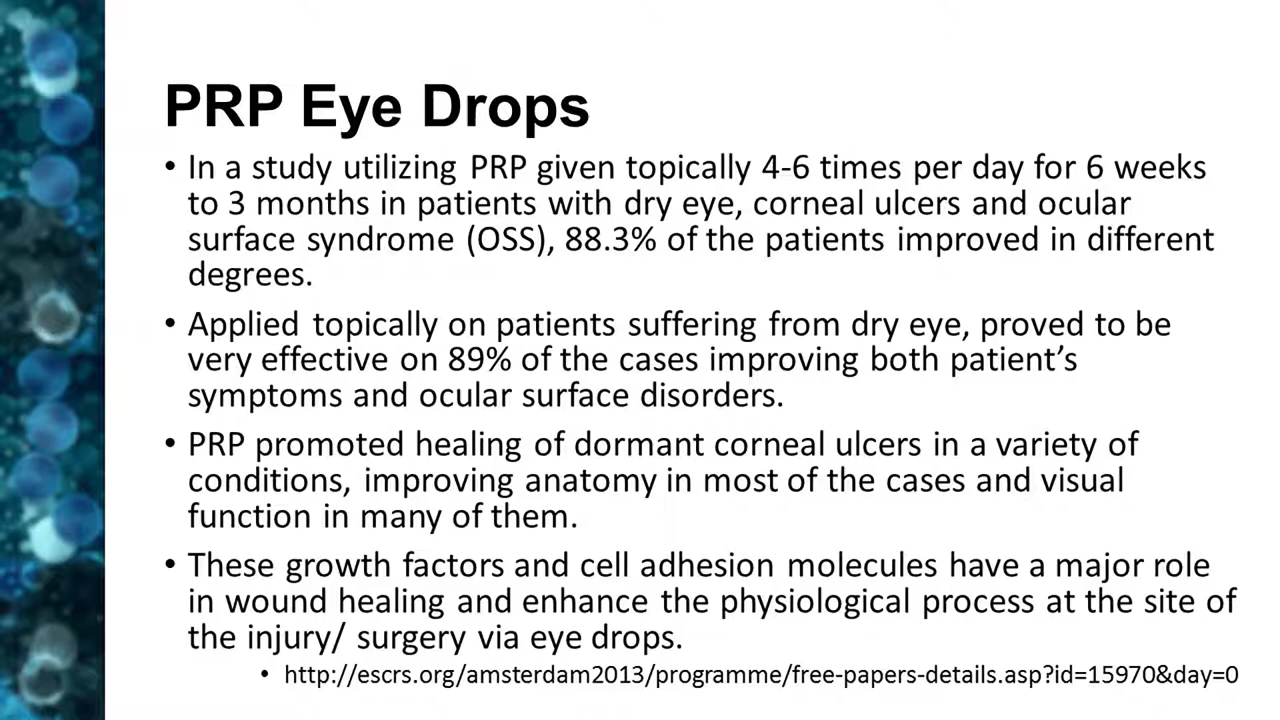 PRP Eye Drops
• In a study utilizing PRP given topically 4-6 times per day for 6 weeks
to 3 months in patients with dry eye, corneal ulcers and ocular
surface syndrome (OSS), 88.3% of the patients improved in different
degrees.
• Applied topically on patients suffering from dry eye, proved to be
very effective on 89% of the cases improving both patient’s
symptoms and ocular surface disorders.
• PRP promoted healing of dormant corneal ulcers in a variety of
conditions, improving anatomy in most of the cases and visual
function in many of them.
• These growth factors and cell adhesion molecules have a major role
in wound healing and enhance the physiological process at the site of
the injury/ surgery via eye drops.
• http://escrs.org/amsterdam2013/programme/free-papers-details.asp?id=15970&day=0